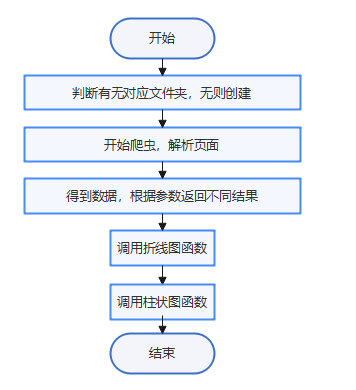 开始
判断有无对应文件夹，无则创建
开始爬虫，解析页面
得到数据，根据参数返回不同结果
调用折线图函数
调用柱状图函数
结束